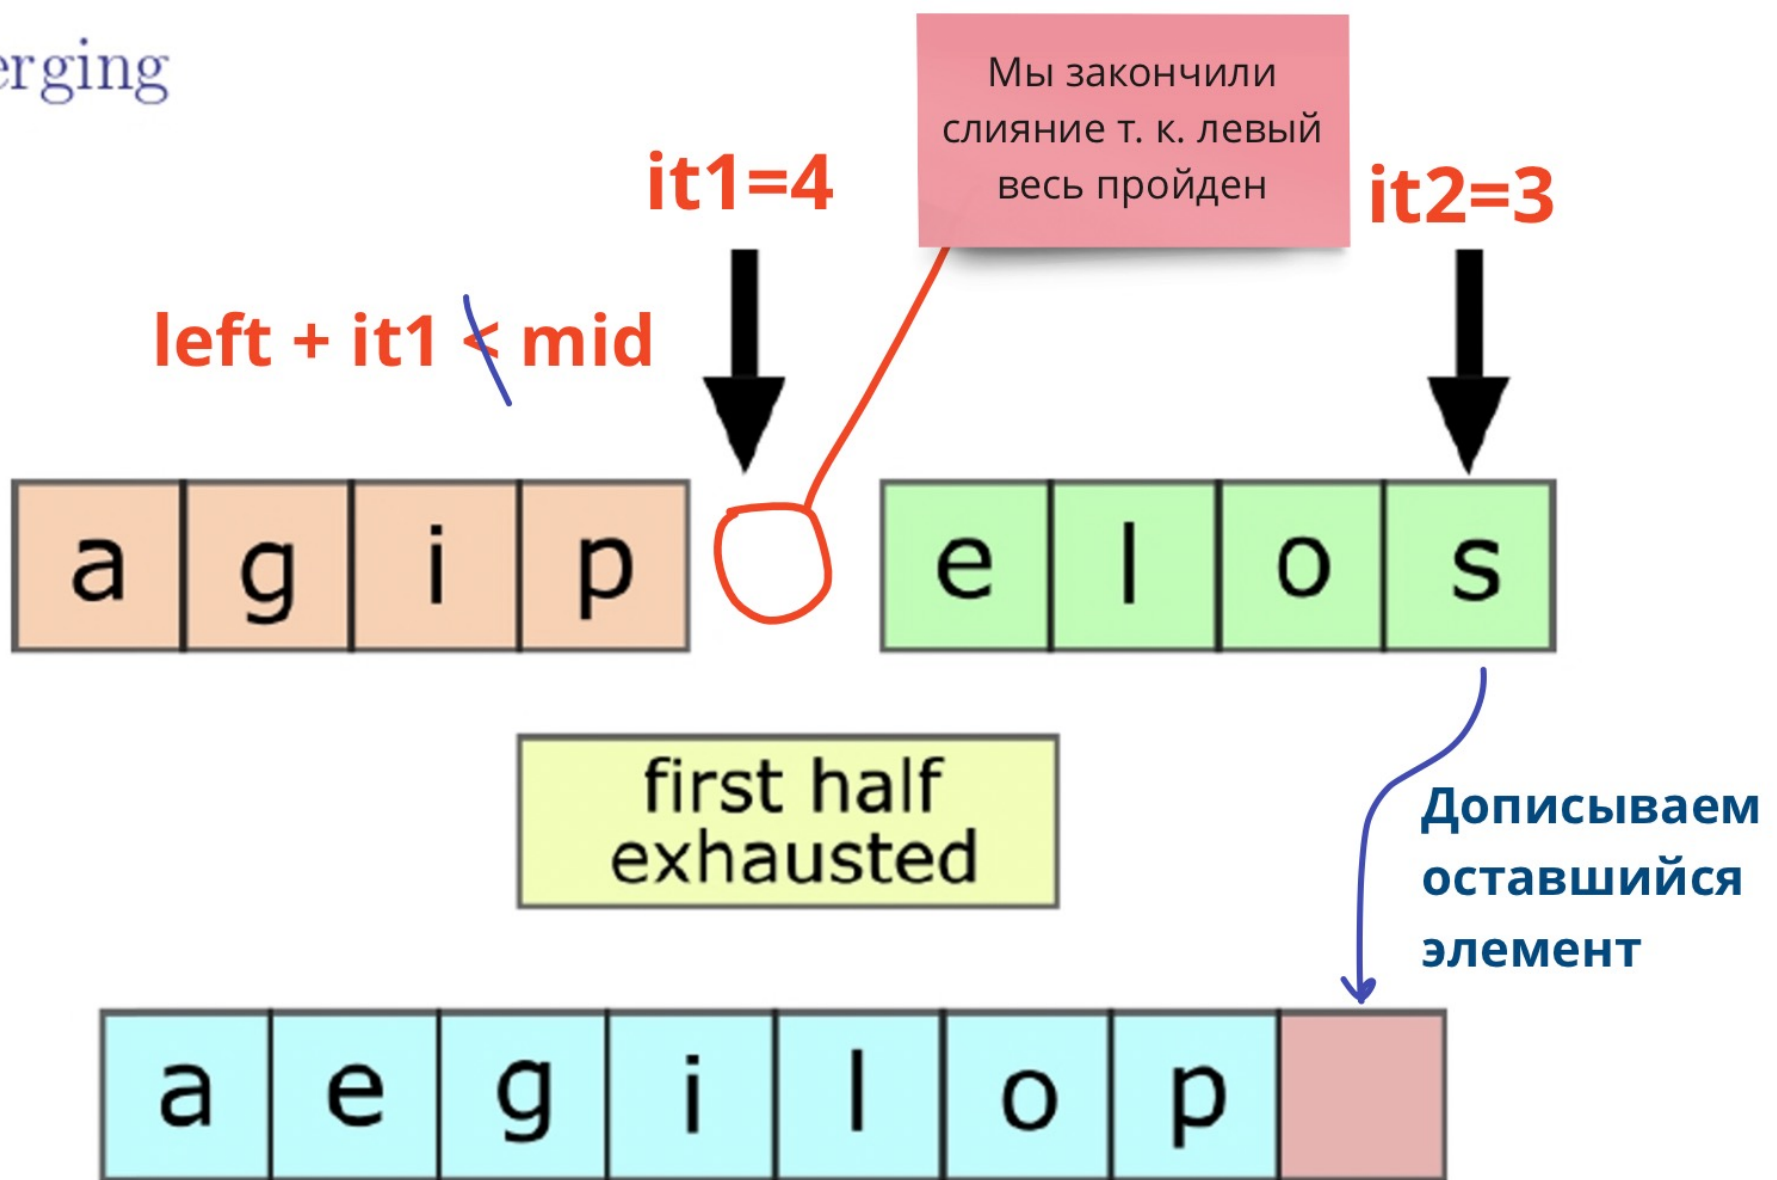 erging
Мы закончили
слияние т. к. левый
весь пройден
it1=4
it2=3
left + it1 < mid
a g i p
e l o s
first half
exhausted
Дописываем
оставшийся
элемент
a e g i l o p